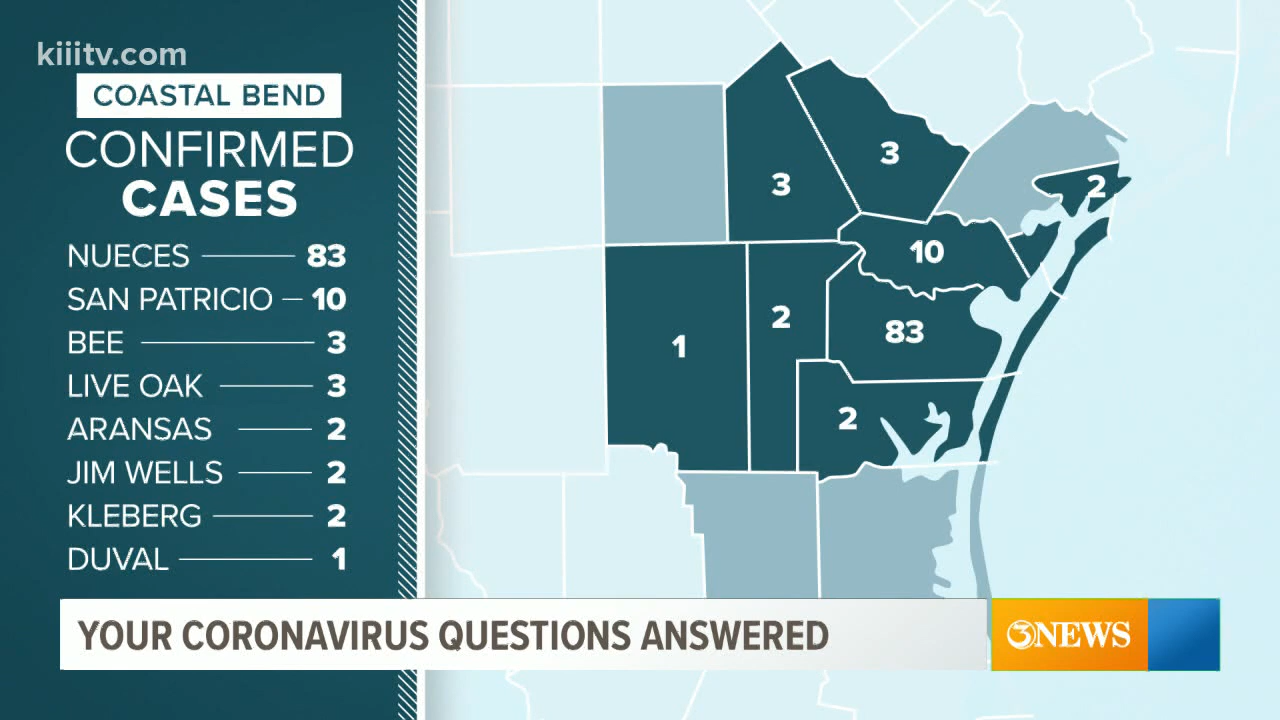 kiiitv.com
COASTAL BEND
CONFIRMED
CASES
NUECES 83
SAN PATRICIO 10
BEE 3
LIVE OAK 3
ARANSAS 2
JIM WELLS 2
KLEBERG 2
DUVAL 1
3
3
2
10
2
83
1
2
YOUR CORONAVIRUS QUESTIONS ANSWERED
3NEWS